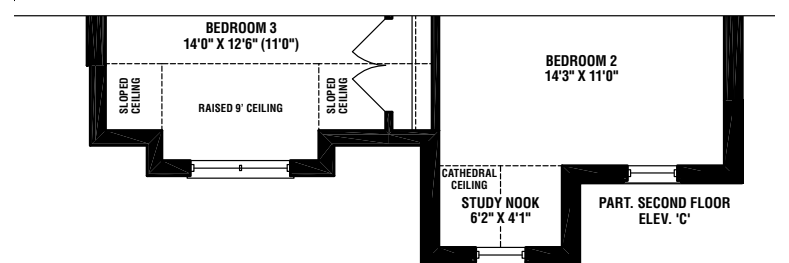 BEDROOM 3
14'0" X 12'6" (11'0")
BEDROOM 2
14'3" X 11'0"
SLOPED
CEILING
RAISED 9' CEILING
SLOPED
CEILING
CATHEDRAL
CEILING
STUDY NOOK
6'2" X 4'1"
PART. SECOND FLOOR
ELEV. 'C'